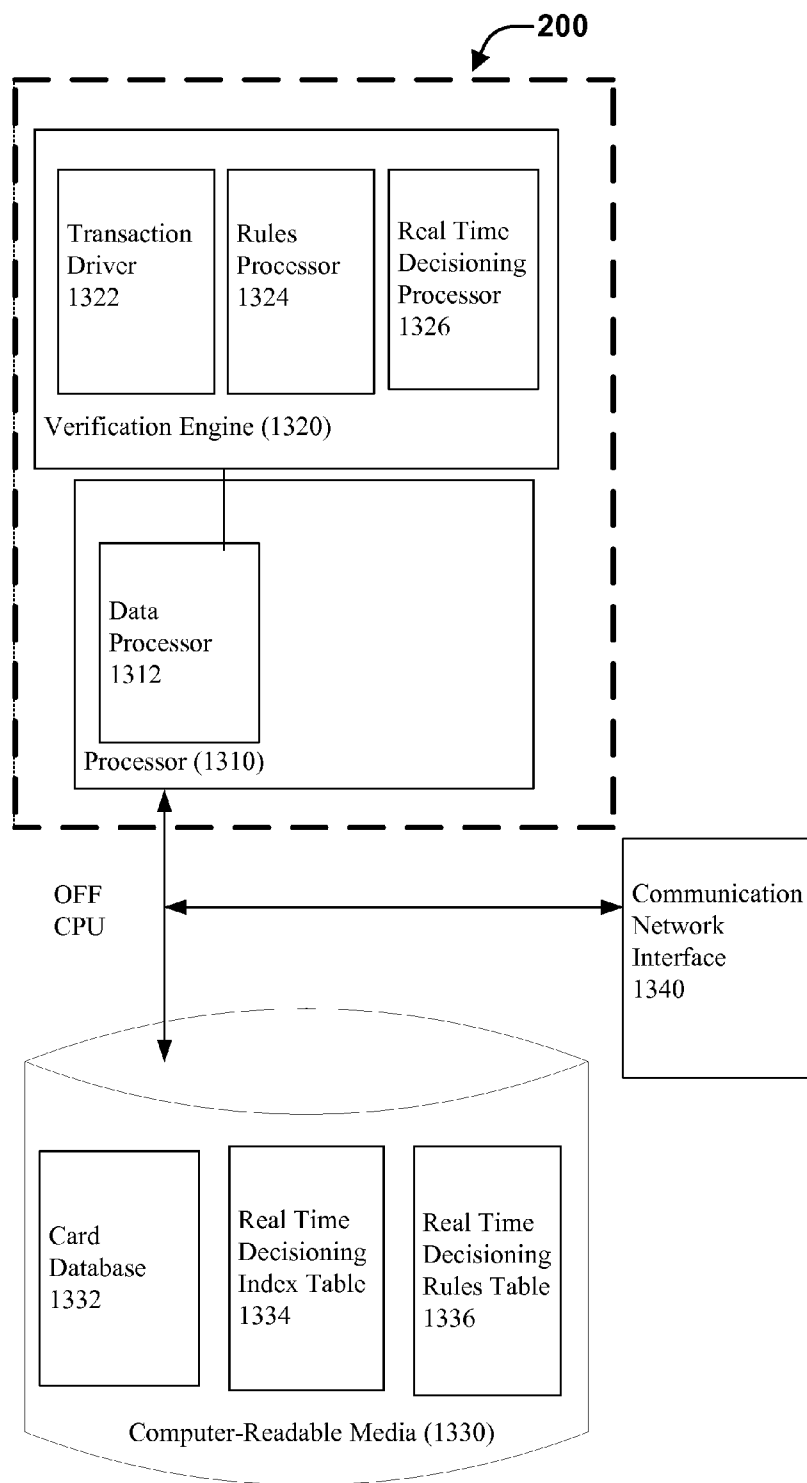 200
Transaction
Driver
1322
Rules
Processor
1324
Real Time
Decisioning
Processor
1326
Verification Engine (1320)
Data
Processor
1312
Processor (1310)
OFF
CPU
Communication
Network
Interface
1340
Card
Database
1332
Real Time
Decisioning
Index Table
1334
Real Time
Decisioning
Rules Table
1336
Computer-Readable Media (1330)